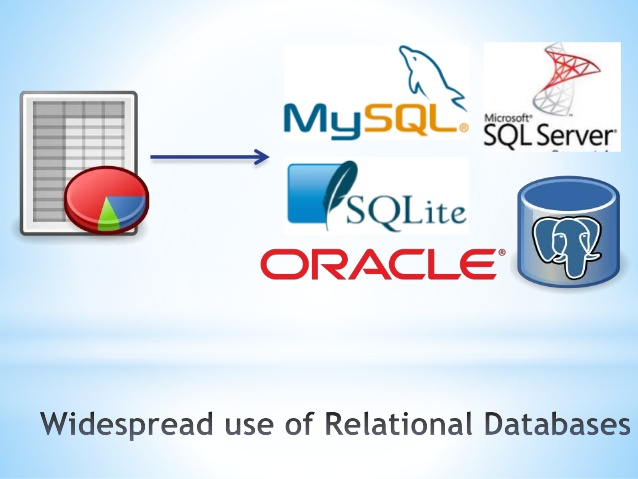 MySQL®
Microsoft®
SQL Server®
SQLite
ORACLE®
Widespread use of Relational Databases